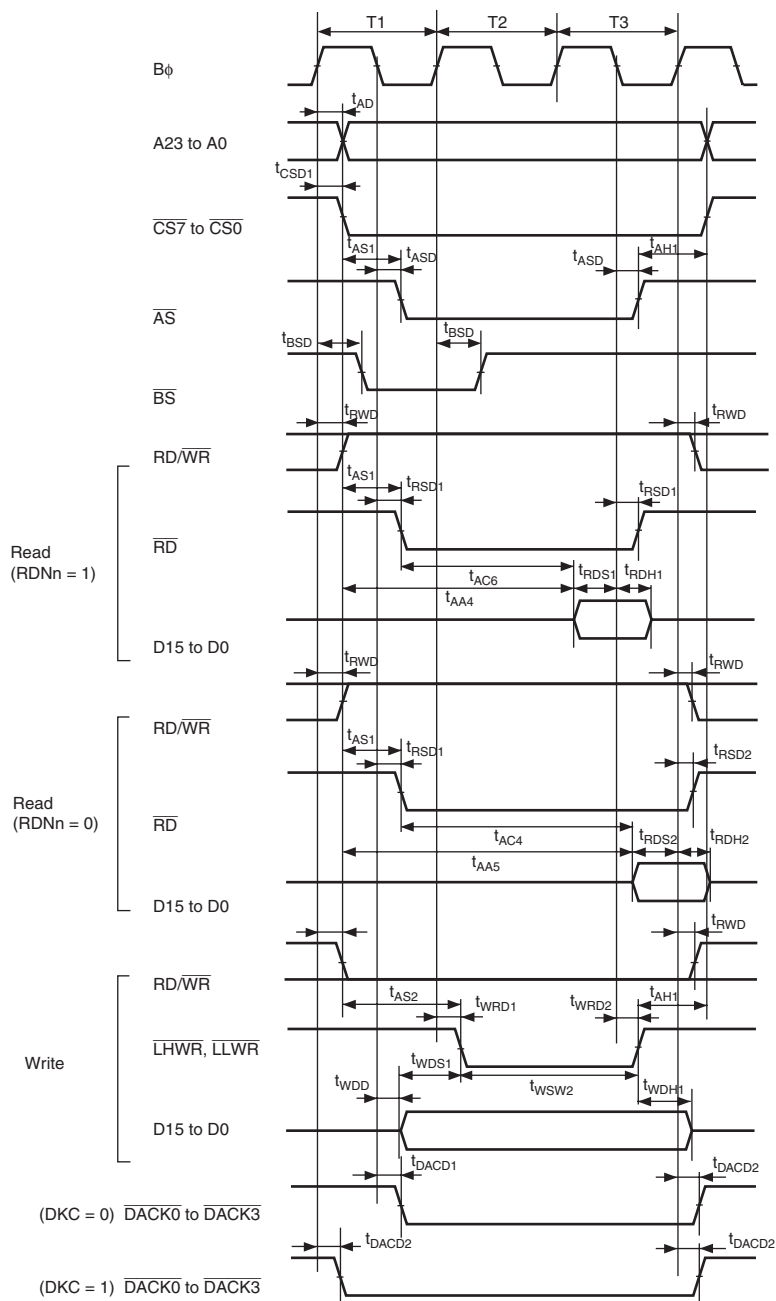 T1 T2 T3
Bϕ
tAD
A23 to A0
tCSD1
CS7 to CS0
tAS1 tASD tASD tAH1
AS
tBSD tBSD
BS
tRWD tRWD
RD/WR
tAS1 tRSD1 tRSD1
RD
Read
(RDNn = 1)
tAC6 tRDS1 tRDH1
tAA4
D15 to D0
tRWD tRWD
RD/WR
tAS1 tRSD1 tRSD2
RD
Read
(RDNn = 0)
tAC4 tRDS2 tRDH2
tAA5
D15 to D0
tRWD
RD/WR
tAS2 tWRD1 tWRD2 tAH1
LHWR, LLWR
Write
tWDD tWDS1 tWSW2 tWDH1
D15 to D0
tDACD1 tDACD2
(DKC = 0) DACK0 to DACK3
tDACD2 tDACD2
(DKC = 1) DACK0 to DACK3